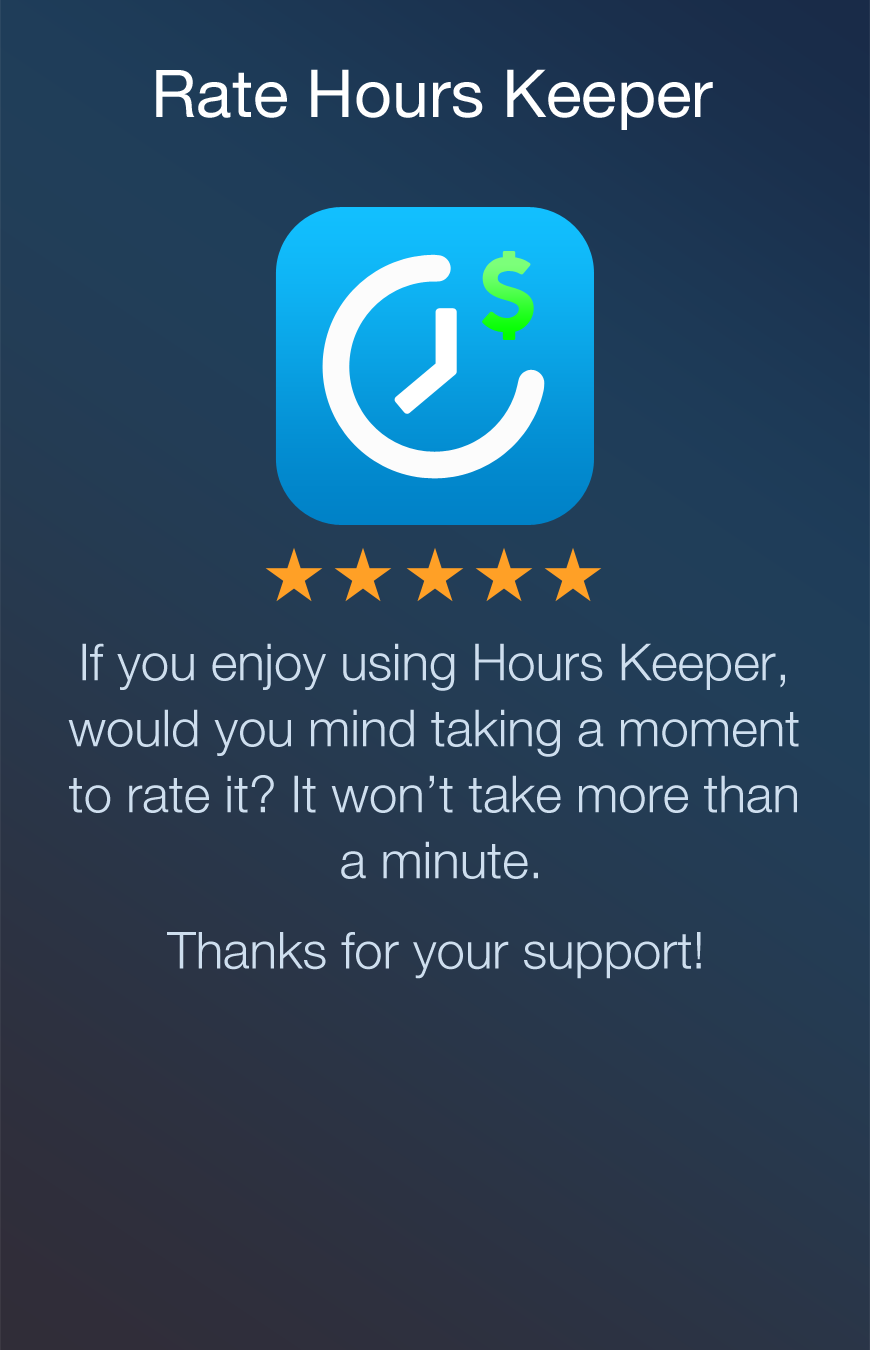 Rate Hours Keeper
$
If you enjoy using Hours Keeper,
would you mind taking a moment
to rate it? It won’t take more than
a minute.
Thanks for your support!